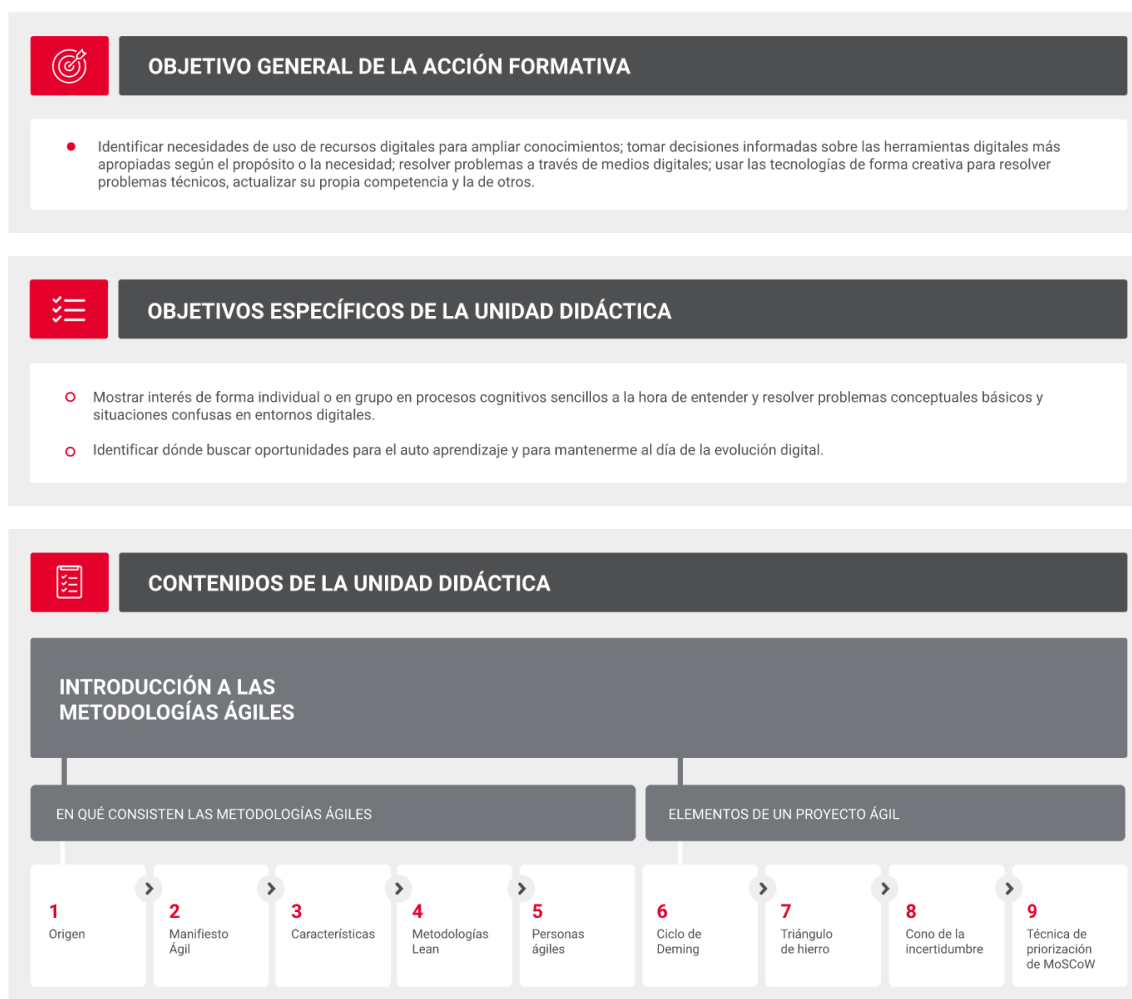 OBJETIVO GENERAL DE LA ACCIÓN FORMATIVA
Identificar necesidades de uso de recursos digitales para ampliar conocimientos; tomar decisiones informadas sobre las herramientas digitales más
apropiadas según el propósito o la necesidad; resolver problemas a través de medios digitales; usar las tecnologías de forma creativa para resolver
problemas técnicos, actualizar su propia competencia y la de otros.
OBJETIVOS ESPECÍFICOS DE LA UNIDAD DIDÁCTICA
Mostrar interés de forma individual o en grupo en procesos cognitivos sencillos a la hora de entender y resolver problemas conceptuales básicos y
situaciones confusas en entornos digitales.
Identificar dónde buscar oportunidades para el auto aprendizaje y para mantenerme al día de la evolución digital.
CONTENIDOS DE LA UNIDAD DIDÁCTICA
INTRODUCCIÓN A LAS
METODOLOGÍAS ÁGILES
EN QUÉ CONSISTEN LAS METODOLOGÍAS ÁGILES
1
Origen
2
Manifiesto
Ágil
3
Características
4
Metodologías
Lean
5
Personas
ágiles
ELEMENTOS DE UN PROYECTO ÁGIL
6
Ciclo de
Deming
7
Triángulo
de hierro
8
Cono de la
incertidumbre
9
Técnica de
priorización
de MoSCoW